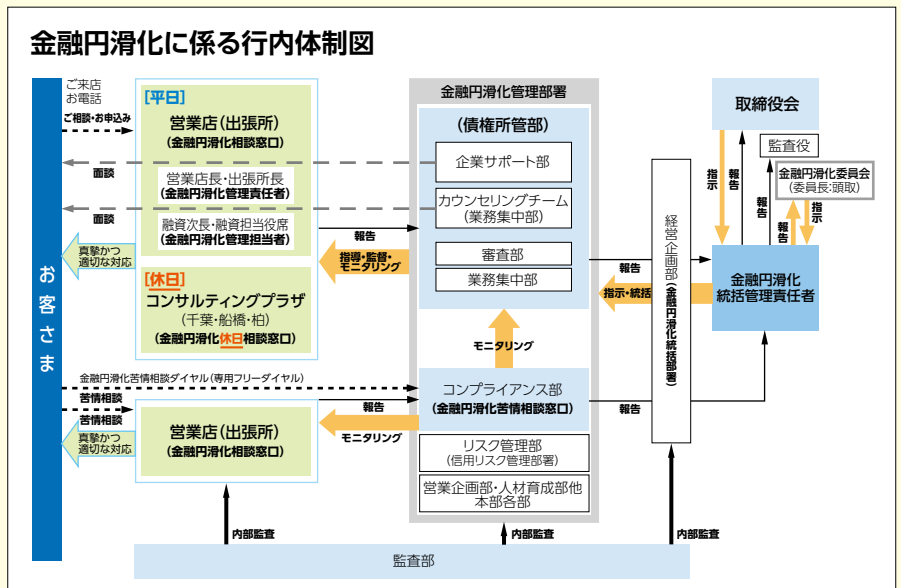 金融円滑化に係る行内体制図
お客さま
ご来店
お電話
ご相談・お申込み
面談
面談
真摯かつ
適切な対応
[平日]
営業店(出張所)
(金融円滑化相談窓口)
営業店長・出張所長
(金融円滑化管理責任者)
融資次長・融資担当役席
(金融円滑化管理担当者)
[休日]
コンサルティングプラザ
(千葉・船橋・柏)
(金融円滑化休日相談窓口)
報告
指導・監督・
モニタリング
金融円滑化管理部署
(債権所管部)
企業サポート部
カウンセリングチーム
(業務集中部)
審査部
業務集中部
モニタリング
報告
指示・統括
経営企画部(金融円滑化統括部署)
取締役会
監査役
金融円滑化委員会
(委員長:頭取)
指示
報告
報告
報告
指示
金融円滑化
統括管理責任者
金融円滑化苦情相談ダイヤル(専用フリーダイヤル)
苦情相談
苦情相談
真摯かつ
適切な対応
営業店(出張所)
(金融円滑化相談窓口)
報告
モニタリング
コンプライアンス部
(金融円滑化苦情相談窓口)
報告
リスク管理部
(信用リスク管理部署)
営業企画部・人材育成部他
本部各部
内部監査
内部監査
内部監査
監査部